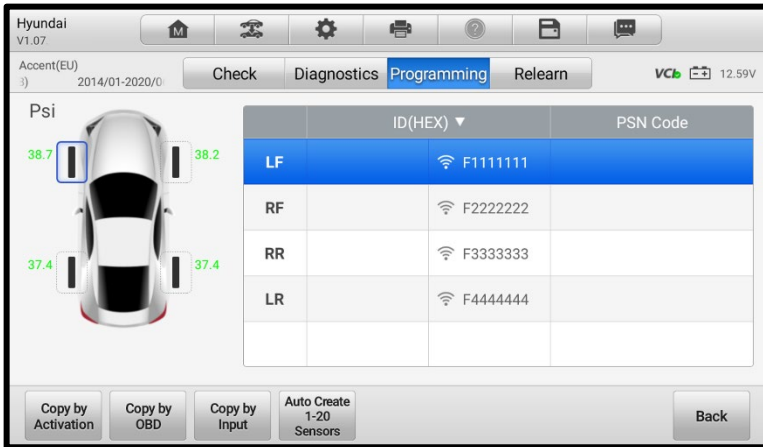 Hyundai
V1.07
M
?
Accent(EU)
3) 2014/01-2020/0
Check Diagnostics Programming Relearn
VCI 12.59V
Psi
38.7 38.2
37.4 37.4
ID(HEX) ▼ PSN Code
LF F1111111
RF F2222222
RR F3333333
LR F4444444
Copy by
Activation
Copy by
OBD
Copy by
Input
Auto Create
1-20
Sensors
Back